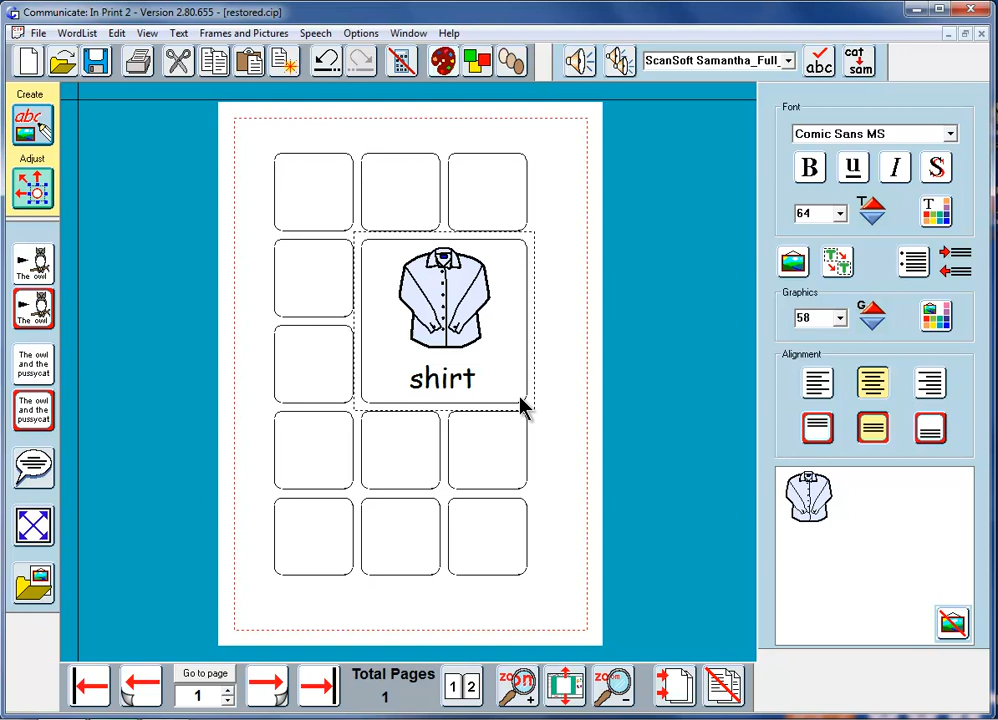 Communicate: In Print 2 - Version 2.80.655 - [restored.cip]
File WordList Edit View Text Frames and Pictures Speech Options Window Help
ScanSoft Samantha_Full_
abc
cat
sam
Create
abc
Adjust
The owl
The owl
The owl
and the
pussycat
The owl
and the
pussycat
shirt
Font
Comic Sans MS
B u I S
64
T
T
T
T
Graphics
58
G
Alignment
Go to page
1
Total Pages
1
1 2
zoom
+
zoom
-